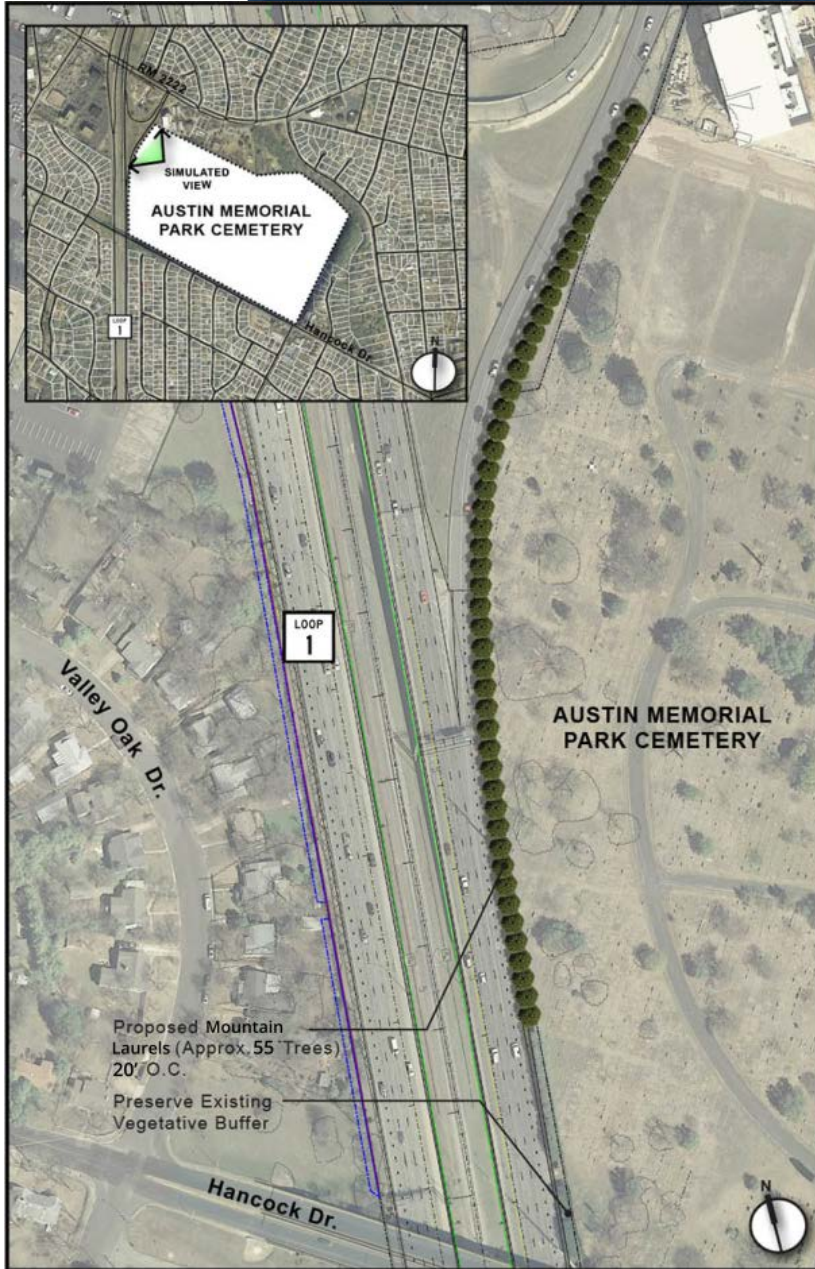 RM 2222
SIMULATED
VIEW
AUSTIN MEMORIAL
PARK CEMETERY
LOOP
1
Hancock Dr.
N
LOOP
1
Valley Oak Dr.
AUSTIN MEMORIAL
PARK CEMETERY
Proposed Mountain
Laurels (Approx. 55 Trees)
20' O.C.
Preserve Existing
Vegetative Buffer
Hancock Dr.
N